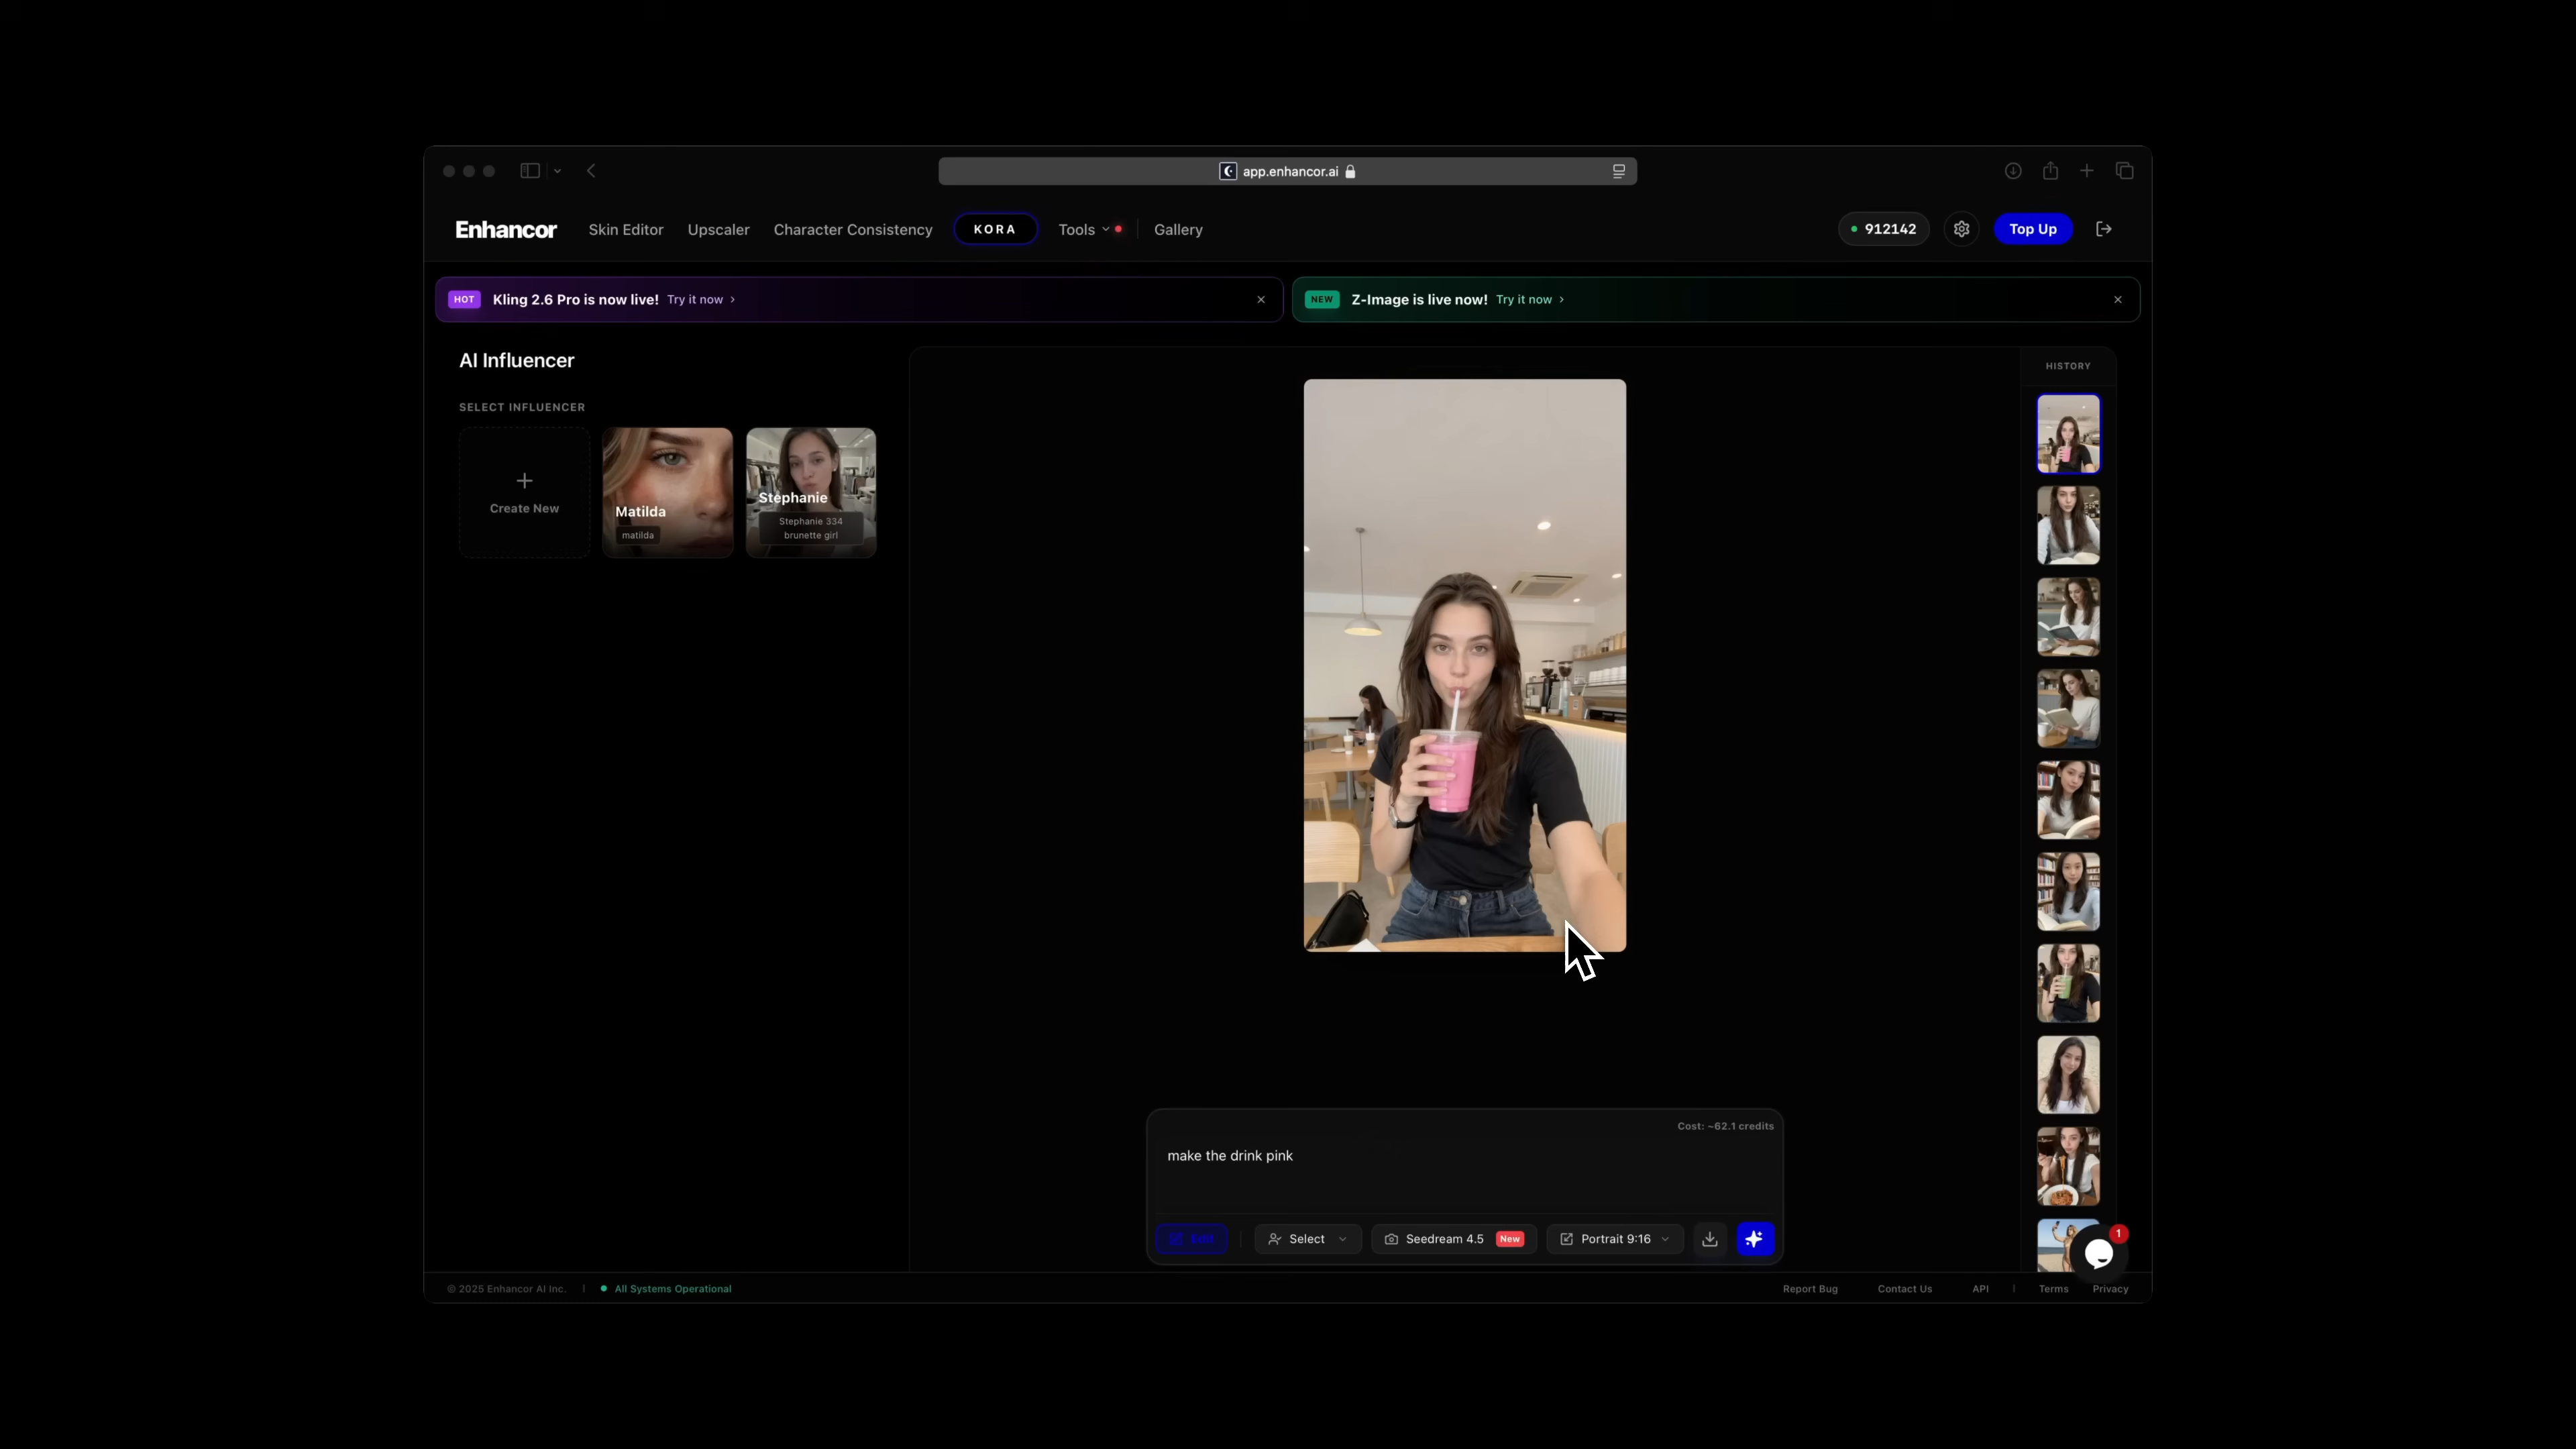 app.enhancor.ai
Enhancor
Skin Editor
Upscaler
Character Consistency
KORA
Tools
Gallery
912142
Top Up
HOT
Kling 2.6 Pro is now live!
Try it now
NEW
Z-Image is live now!
Try it now
AI Influencer
SELECT INFLUENCER
Create New
Matilda
matilda
Stephanie
Stephanie 334
brunette girl
HISTORY
Cost: ~62.1 credits
make the drink pink
Edit
Select
Seedream 4.5
New
Portrait 9:16
1
© 2025 Enhancor AI Inc.
All Systems Operational
Report Bug
Contact Us
API
Terms
Privacy